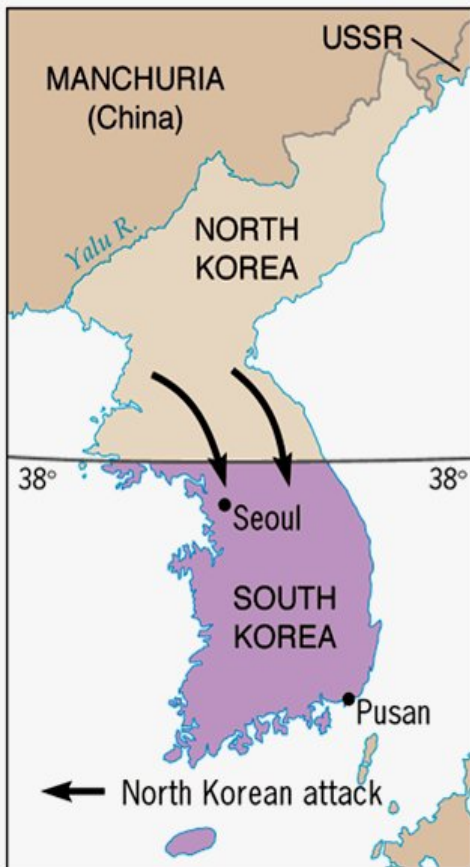 USSR
MANCHURIA
(China)
Yalu R.
NORTH
KOREA
38°
38°
Seoul
SOUTH
KOREA
Pusan
North Korean attack